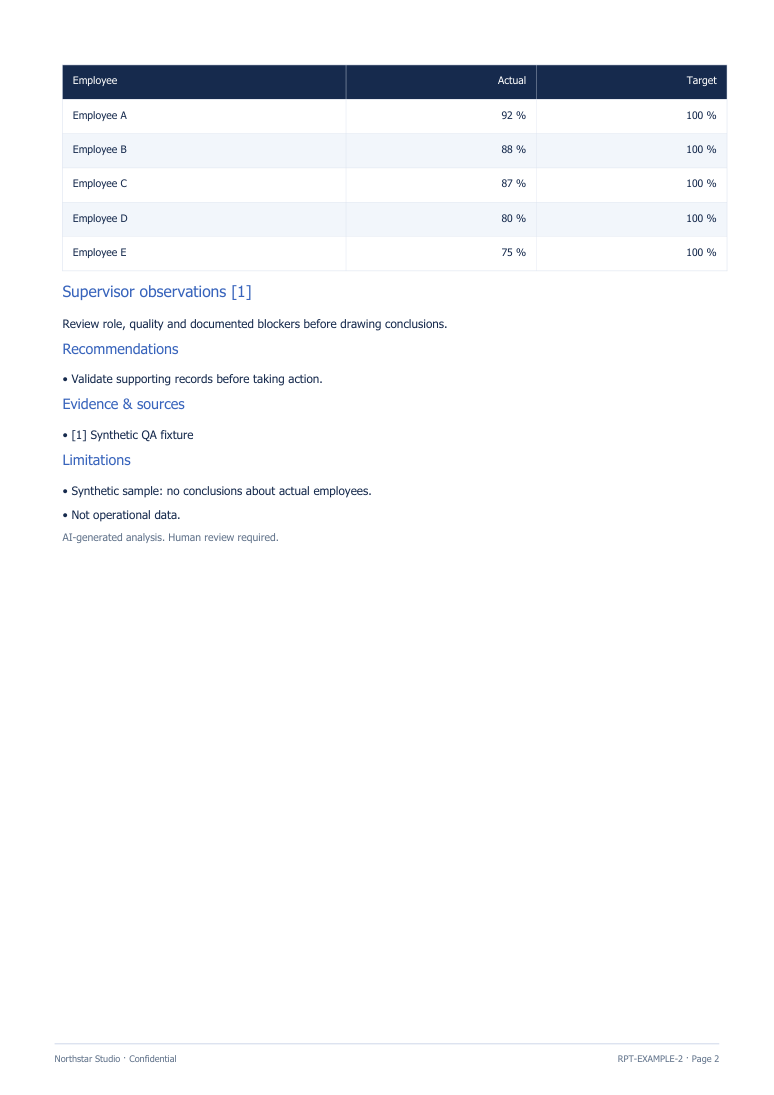 Employee Actual Target
Employee A 92 % 100 %
Employee B 88 % 100 %
Employee C 87 % 100 %
Employee D 80 % 100 %
Employee E 75 % 100 %
Supervisor observations [1]
Review role, quality and documented blockers before drawing conclusions.
Recommendations
• Validate supporting records before taking action.
Evidence & sources
• [1] Synthetic QA fixture
Limitations
• Synthetic sample: no conclusions about actual employees.
• Not operational data.
AI-generated analysis. Human review required.
Northstar Studio · Confidential RPT-EXAMPLE-2 · Page 2